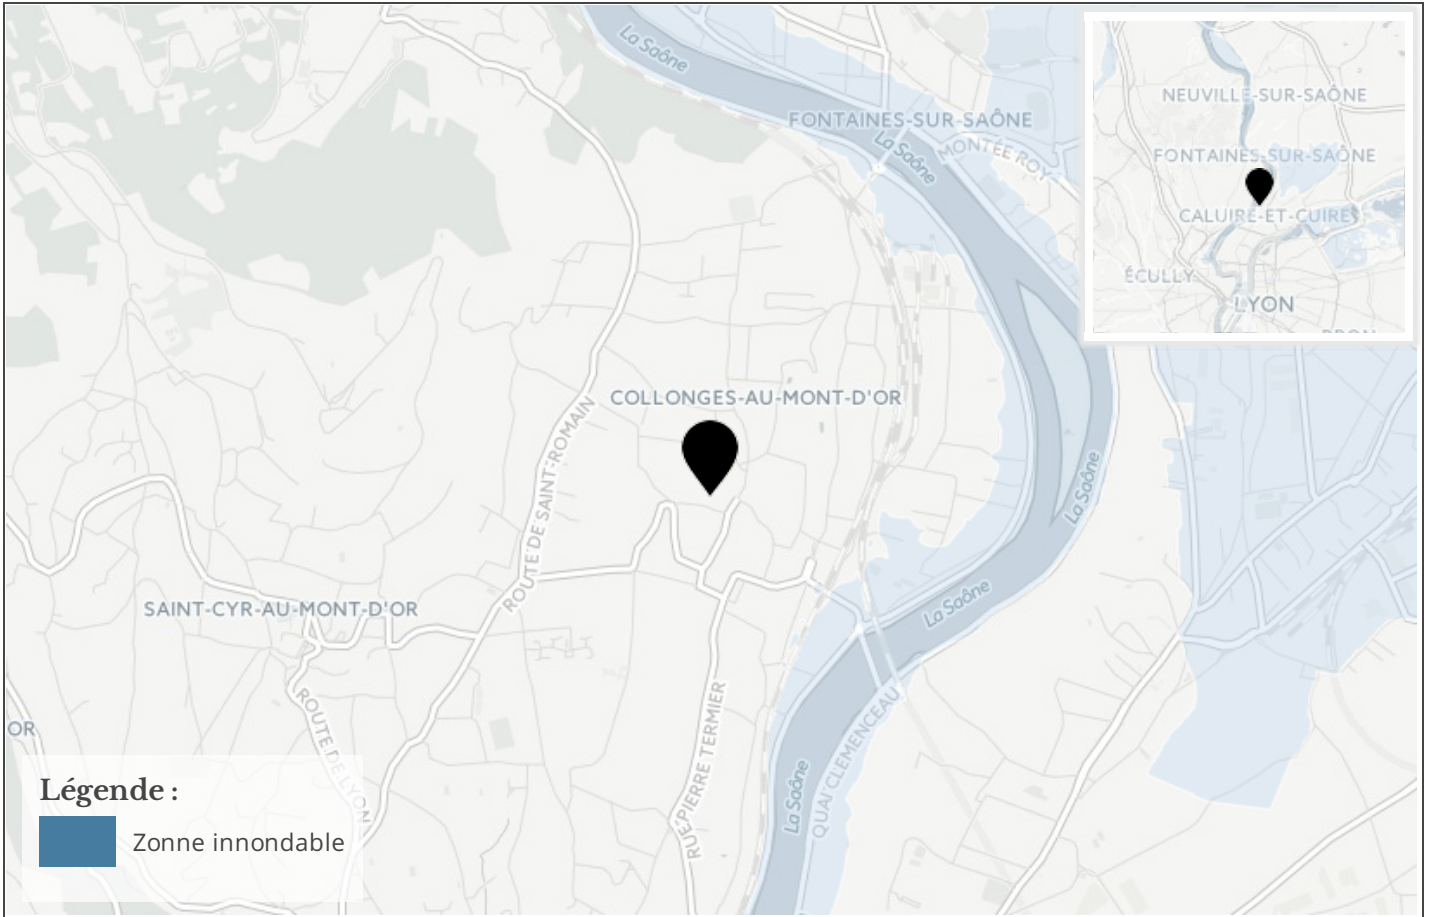 La Saône
FONTAINES-SUR-SAÔNE
La Saône
MONTÉE ROY
NEUVILLE-SUR-SAÔNE
FONTAINES-SUR-SAÔNE
CALUIRE-ET-CUIRE
ÉCULLY
LYON
BRON
COLLONGES-AU-MONT-D'OR
ROUTE DE SAINT-ROMAIN
La Saône
SAINT-CYR-AU-MONT-D'OR
La Saône
ROUTE DE LYON
RUE PIERRE TERMIER
QUAI CLEMENCEAU
La Saône
OR
Légende :
Zonne innondable